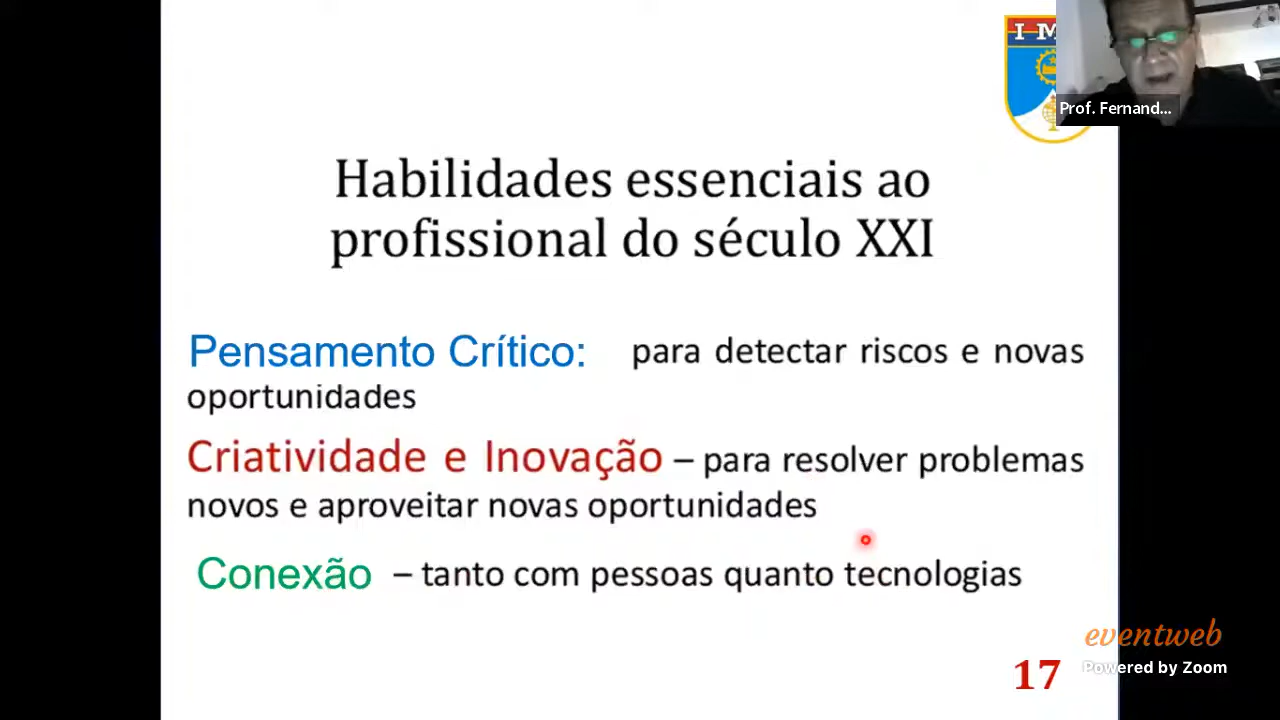 I M
Prof. Fernand...
Habilidades essenciais ao
profissional do século XXI
Pensamento Crítico: para detectar riscos e novas
oportunidades
Criatividade e Inovação – para resolver problemas
novos e aproveitar novas oportunidades
Conexão – tanto com pessoas quanto tecnologias
eventweb
Powered by Zoom
17